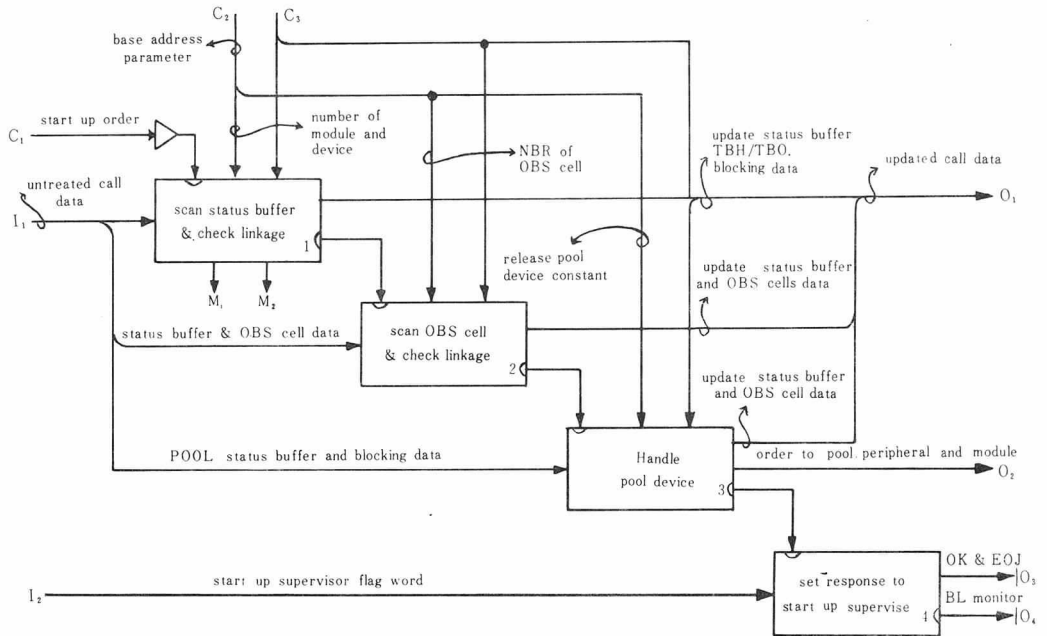 C₂
C₃
base address
parameter
C₁
start up order
number of
module and
device
NBR of
OBS cell
update status buffer
TBH/TBO,
blocking data
updated call data
O₁
untreated call
data
I₁
scan status buffer
& check linkage
1
M₁
M₂
release pool
device constant
update status buffer
and OBS cells data
status buffer & OBS cell data
scan OBS cell
& check linkage
2
update status buffer
and OBS cell data
POOL status buffer and blocking data
Handle
pool device
3
order to pool, peripheral and module
O₂
I₂
start up supervisor flag word
set response to
start up supervise
4
OK & EOJ
O₃
BL monitor
O₄